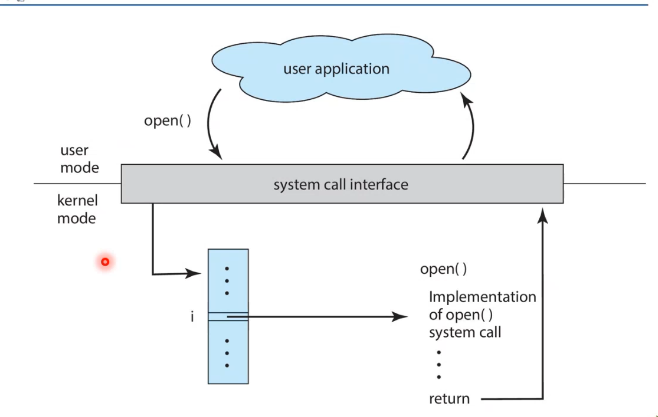 user application
open( )
user
mode
system call interface
kernel
mode
i
open( )
Implementation
of open( )
system call
return